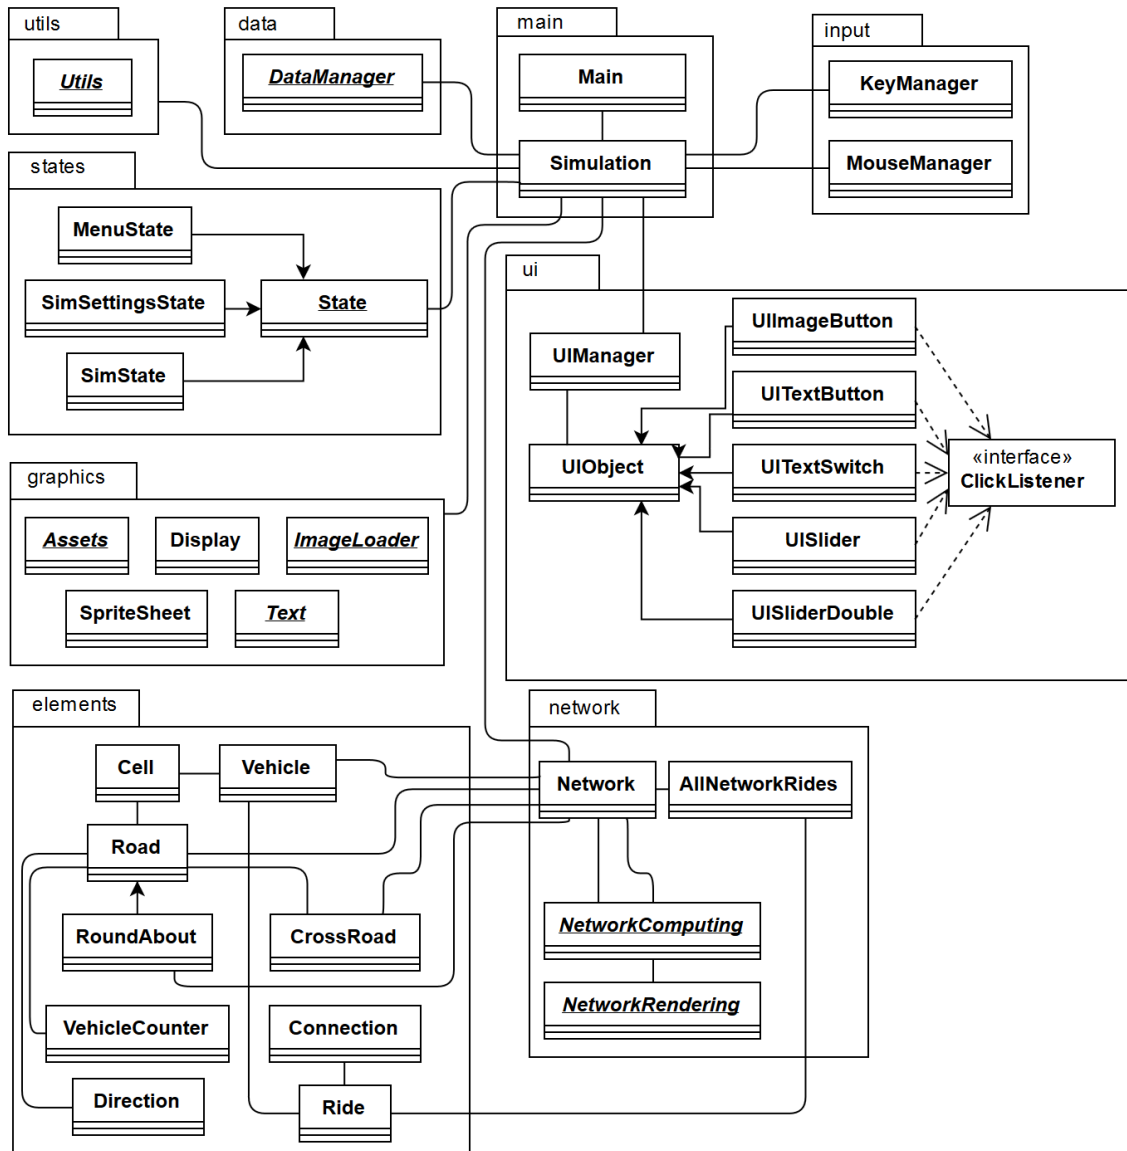 utils
data
main
input
Utils
DataManager
Main
KeyManager
Simulation
MouseManager
states
MenuState
SimSettingsState
State
SimState
ui
UIImageButton
UIManager
UITextButton
UIObject
UITextSwitch
«interface»
ClickListener
UISlider
UISliderDouble
graphics
Assets
Display
ImageLoader
SpriteSheet
Text
elements
Cell
Vehicle
Road
RoundAbout
CrossRoad
VehicleCounter
Connection
Direction
Ride
network
Network
AllNetworkRides
NetworkComputing
NetworkRendering